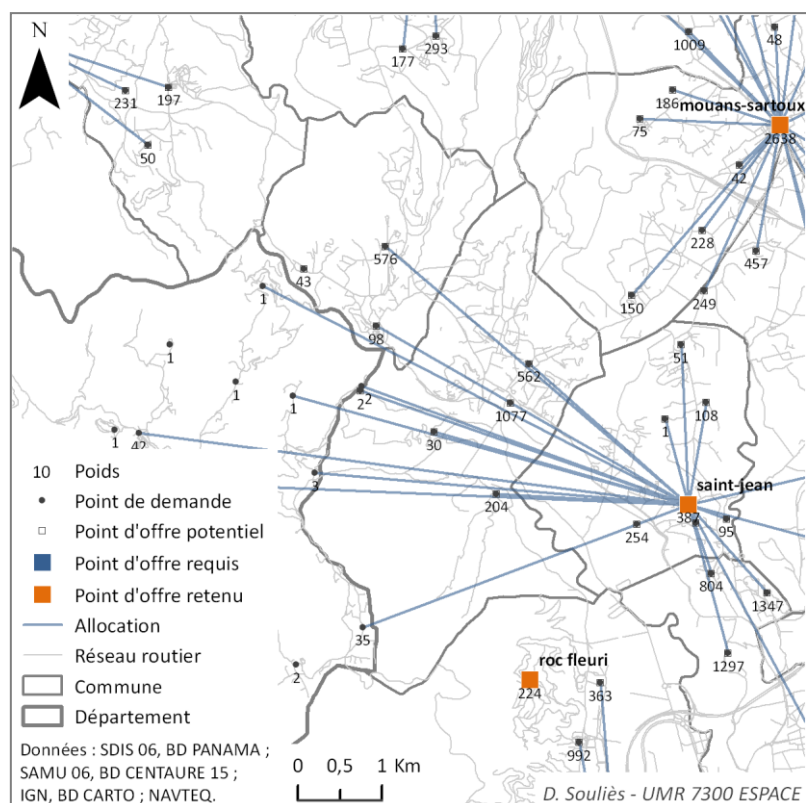 N
177
293
1009
48
231
197
186
mouans-sartoux
75
2638
50
42
228
457
576
43
1
150
249
98
1
51
562
1
1
22
1077
108
1
30
1
42
3
saint-jean
204
387
254
95
804
1347
35
2
roc fleuri
1297
224
363
992
10 Poids
Point de demande
Point d'offre potentiel
Point d'offre requis
Point d'offre retenu
Allocation
Réseau routier
Commune
Département
Données : SDIS 06, BD PANAMA ;
SAMU 06, BD CENTAURE 15 ;
IGN, BD CARTO ; NAVTEQ.
0 0,5 1 Km
D. Souliès - UMR 7300 ESPACE